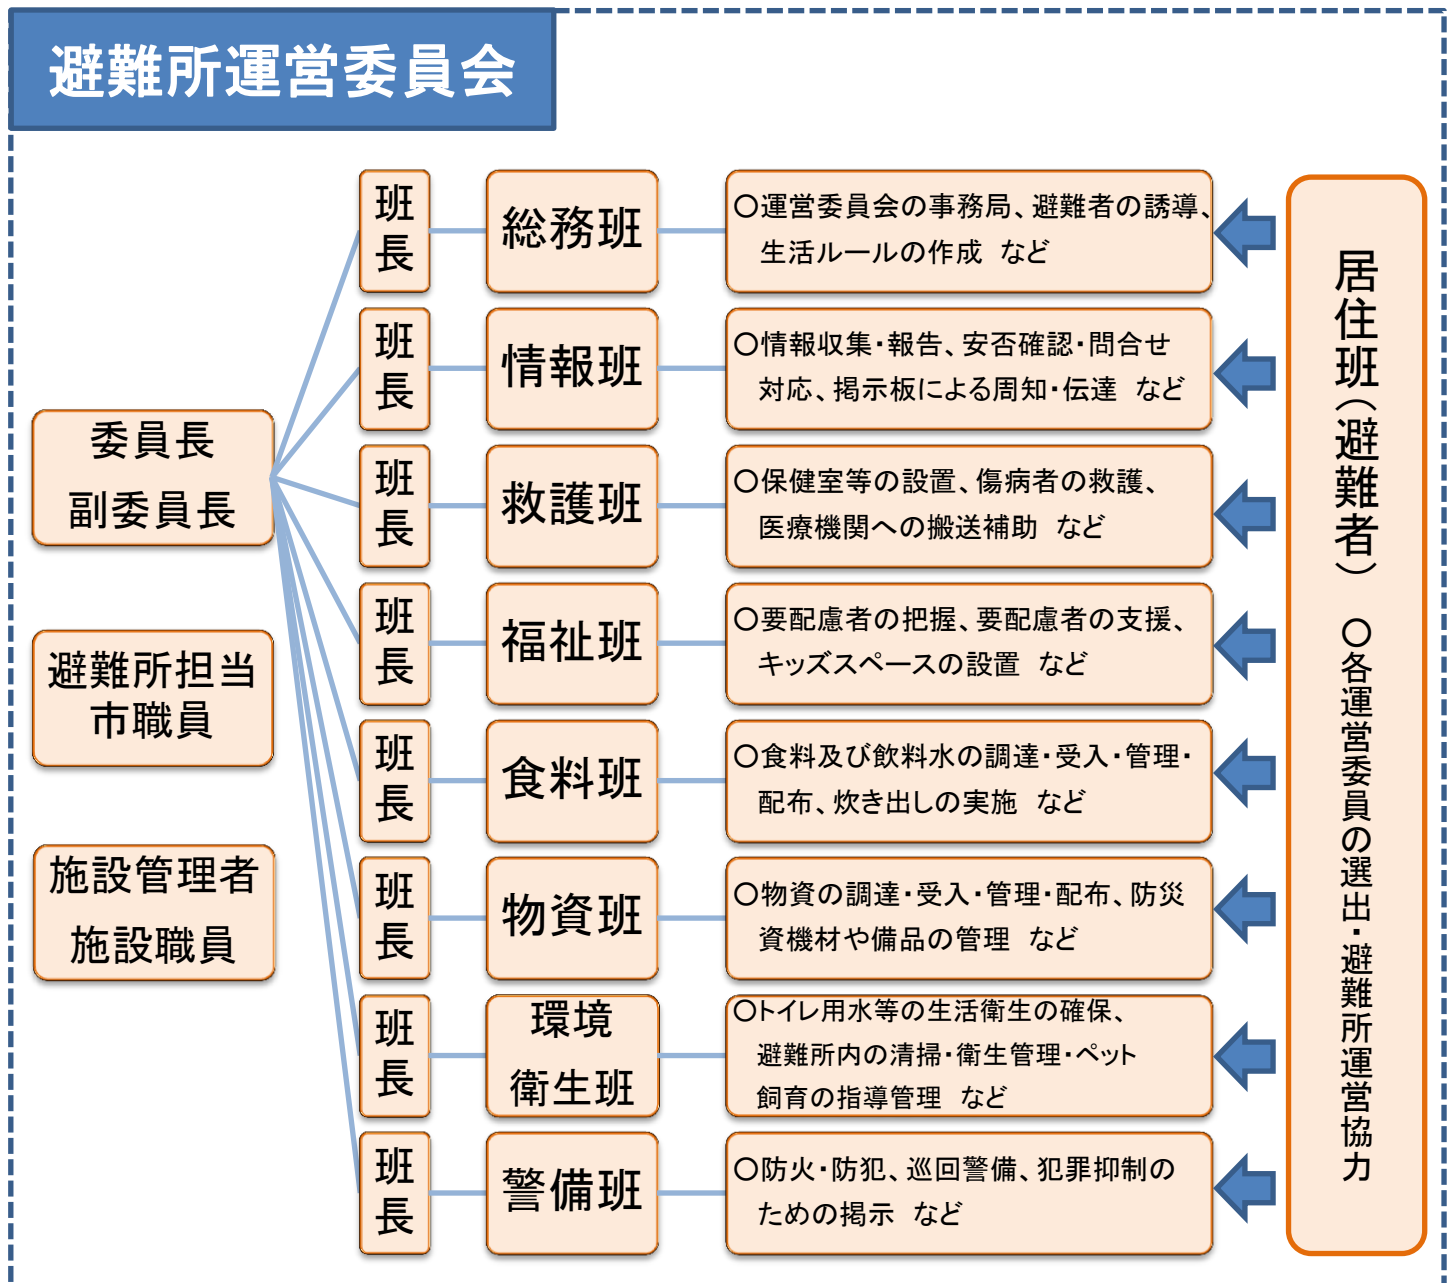 避難所運営委員会
委員長
副委員長
避難所担当
市職員
施設管理者
施設職員
班長
総務班
○運営委員会の事務局、避難者の誘導、
生活ルールの作成 など
班長
情報班
○情報収集・報告、安否確認・問合せ
対応、掲示板による周知・伝達 など
班長
救護班
○保健室等の設置、傷病者の救護、
医療機関への搬送補助 など
班長
福祉班
○要配慮者の把握、要配慮者の支援、
キッズスペースの設置 など
班長
食料班
○食料及び飲料水の調達・受入・管理・
配布、炊き出しの実施 など
班長
物資班
○物資の調達・受入・管理・配布、防災
資機材や備品の管理 など
班長
環境
衛生班
○トイレ用水等の生活衛生の確保、
避難所内の清掃・衛生管理・ペット
飼育の指導管理 など
班長
警備班
○防火・防犯、巡回警備、犯罪抑制の
ための掲示 など
居住班(避難者) ○各運営委員の選出・避難所運営協力